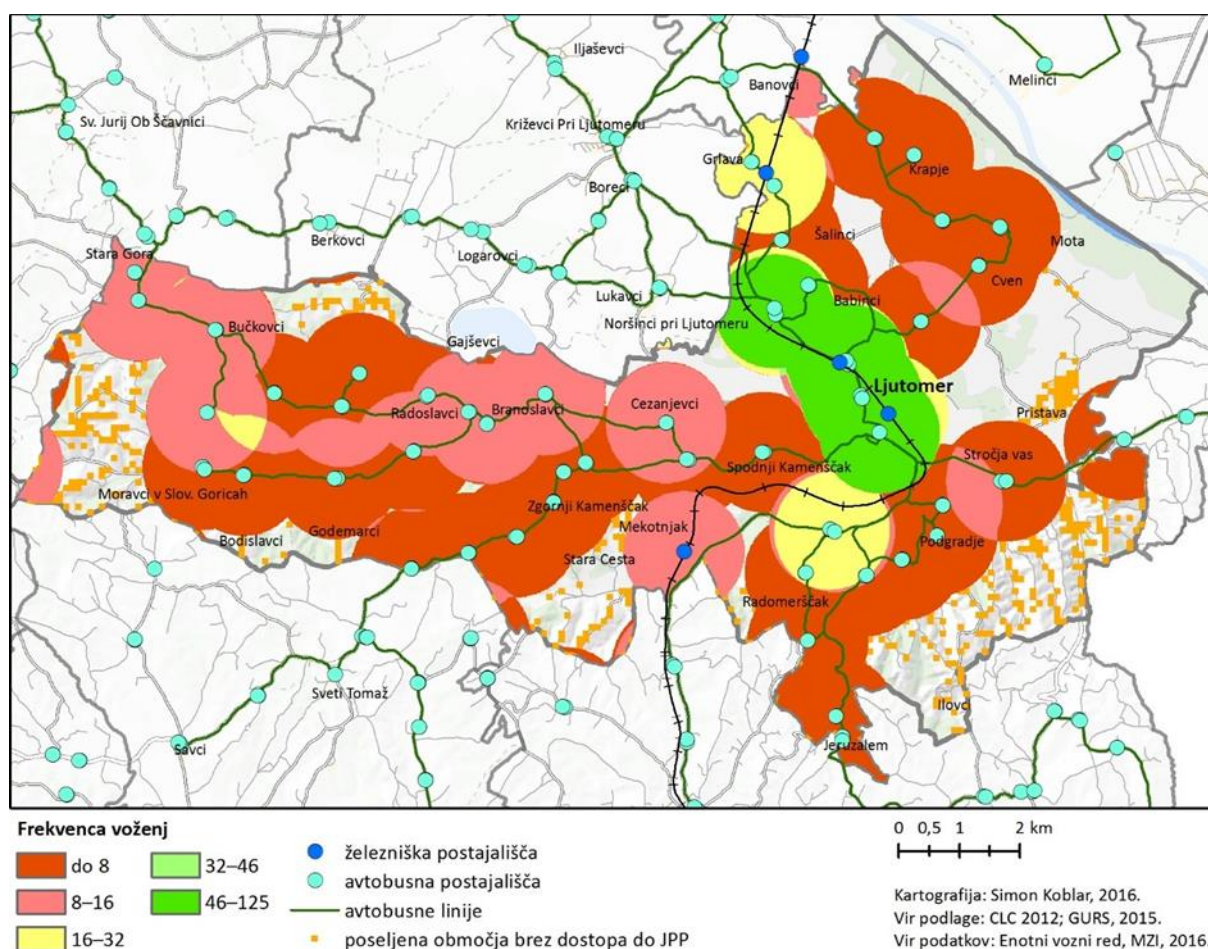 Iljaševci
Melinci
Banovci
Sv. Jurij Ob Ščavnici
Križevci Pri Ljutomeru
Grlava
Krapje
Boreci
Šalinci
Mota
Stara Gora
Berkovci
Logarovci
Cven
Lukavci
Babinci
Noršinci pri Ljutomeru
Bučkovci
Gajševci
Ljutomer
Radoslavci
Branoslavci
Cezanjevci
Pristava
Stročja vas
Spodnji Kamenščak
Moravci v Slov. Goricah
Zgornji Kamenščak
Godemarci
Mekotnjak
Bodislavci
Podgradje
Stara Cesta
Radomerščak
Sveti Tomaž
Ilovci
Savci
Jeruzalem
Frekvenca voženj
do 8
8–16
16–32
32–46
46–125
železniška postajališča
avtobusna postajališča
avtobusne linije
poseljena območja brez dostopa do JPP
0 0,5 1 2 km
Kartografija: Simon Koblar, 2016.
Vir podlage: CLC 2012; GURS, 2015.
Vir podatkov: Enotni vozni red, MZI, 2016.